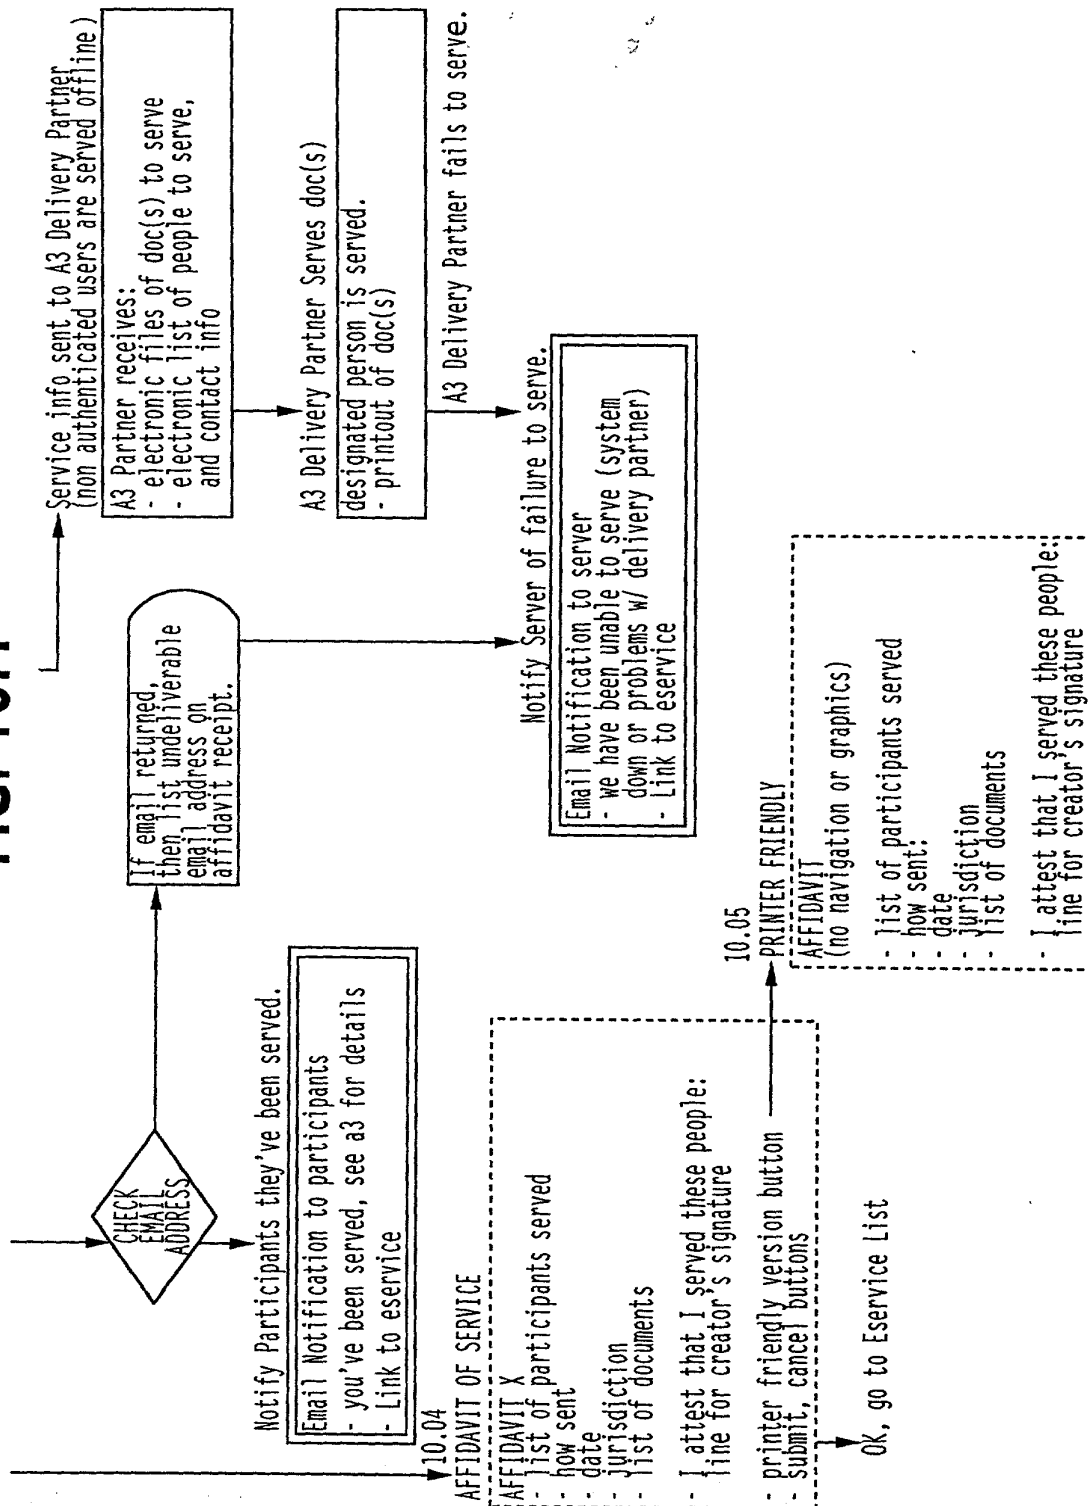 CHECK
EMAIL
ADDRESS
If email returned,
then list undeliverable
email address on
affidavit receipt.
Service info sent to A3 Delivery Partner
(non authenticated users are served offline)
A3 Partner receives:
- electronic files of doc(s) to serve
- electronic list of people to serve,
and contact info
A3 Delivery Partner Serves doc(s)
designated person is served.
- printout of doc(s)
A3 Delivery Partner fails to serve.
Notify Participants they've been served.
Email Notification to participants
- you've been served, see a3 for details
- Link to eservice
Notify Server of failure to serve.
Email Notification to server
- we have been unable to serve (system
down or problems w/ delivery partner)
- Link to eservice
10.04
AFFIDAVIT OF SERVICE
AFFIDAVIT X
- list of participants served
- how sent
- date
- jurisdiction
- list of documents
- I attest that I served these people:
line for creator's signature
- printer friendly version button
- submit, cancel buttons
OK, go to Eservice List
10.05
PRINTER FRIENDLY
AFFIDAVIT
(no navigation or graphics)
- list of participants served
- how sent:
- date
- jurisdiction
- list of documents
- I attest that I served these people:
line for creator's signature